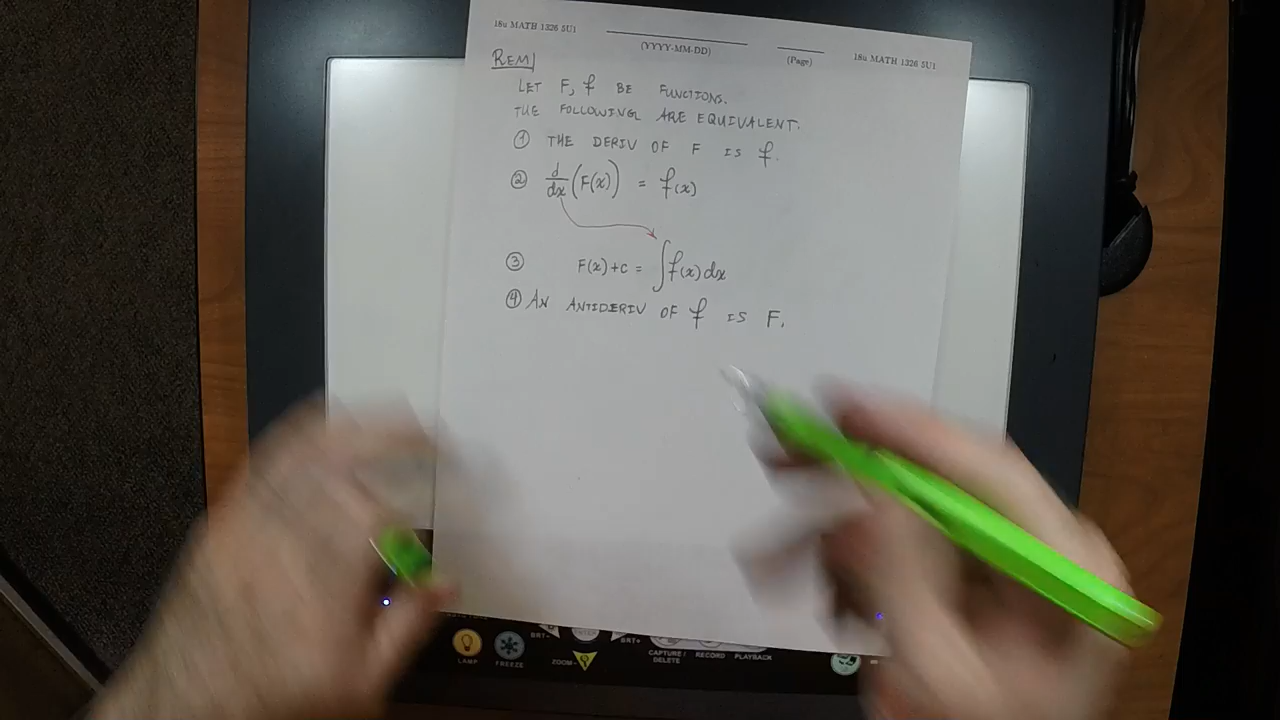 18u MATH 1326 5U1
(YYYY-MM-DD)
(Page)
18u MATH 1326 5U1
REM
LET F, f BE FUNCTIONS.
THE FOLLOWING ARE EQUIVALENT.
① THE DERIV OF F IS f.
② d/dx (F(x)) = f(x)
③ F(x)+c = ∫f(x)dx
④ AN ANTIDERIV OF f IS F.
BRT-
BRT+
LAMP
FREEZE
ZOOM-
CAPTURE / DELETE
RECORD
PLAYBACK